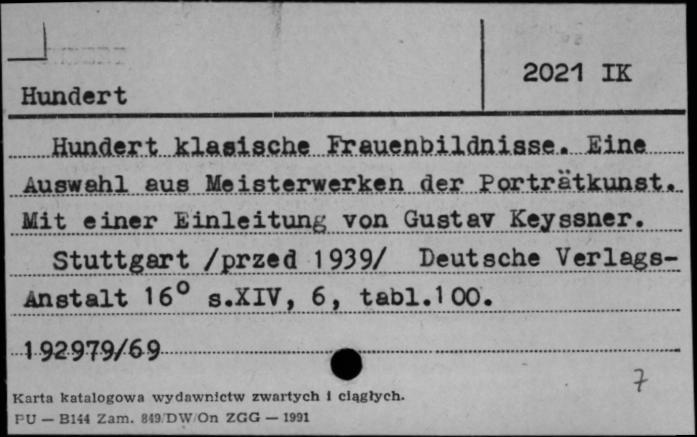 2021 IK
Hundert
Hundert klasische Frauenbildnisse. Eine
Auswahl aus Meisterwerken der Porträtkunst.
Mit einer Einleitung von Gustav Keyssner.
Stuttgart /przed 1939/ Deutsche Verlags-
Anstalt 16° s.XIV, 6, tabl.100.
192979/69
7
Karta katalogowa wydawnictw zwartych i ciągłych.
PU — B144 Zam. 849/DW/On ZGG — 1991